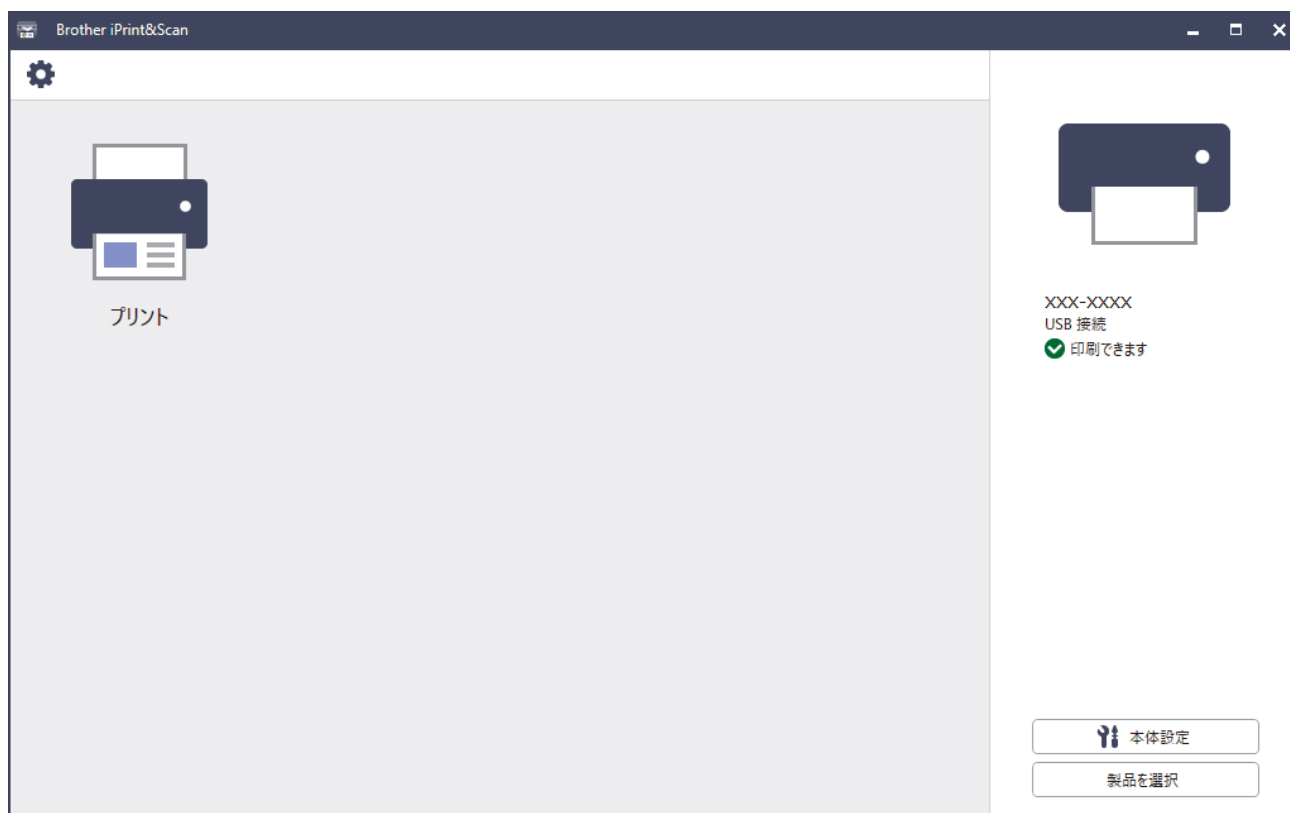 Brother iPrint&Scan
プリント
XXX-XXXX
USB 接続
印刷できます
本体設定
製品を選択